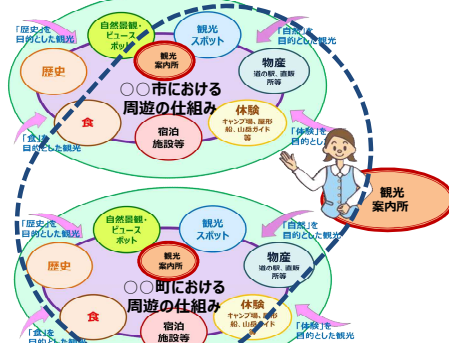 「歴史」を
目的とした観光
自然景観・
ビュース
ポット
観光
スポット
「自然」を
目的とした観光
観光
案内所
歴史
物産
道の駅、直販
所等
○○市における
周遊の仕組み
食
宿泊
施設等
体験
キャンプ場、屋形
船、山岳ガイド
等
「食」を
目的とした観光
「体験」を
目的とした観光
観光
案内所
「歴史」を
目的とした観光
自然景観・
ビュース
ポット
観光
スポット
「自然」を
目的とした観光
観光
案内所
歴史
物産
道の駅、直販
所等
○○町における
周遊の仕組み
食
宿泊
施設等
体験
キャンプ場、屋形
船、山岳ガイド
等
「食」を
目的とした観光
「体験」を
目的とした観光